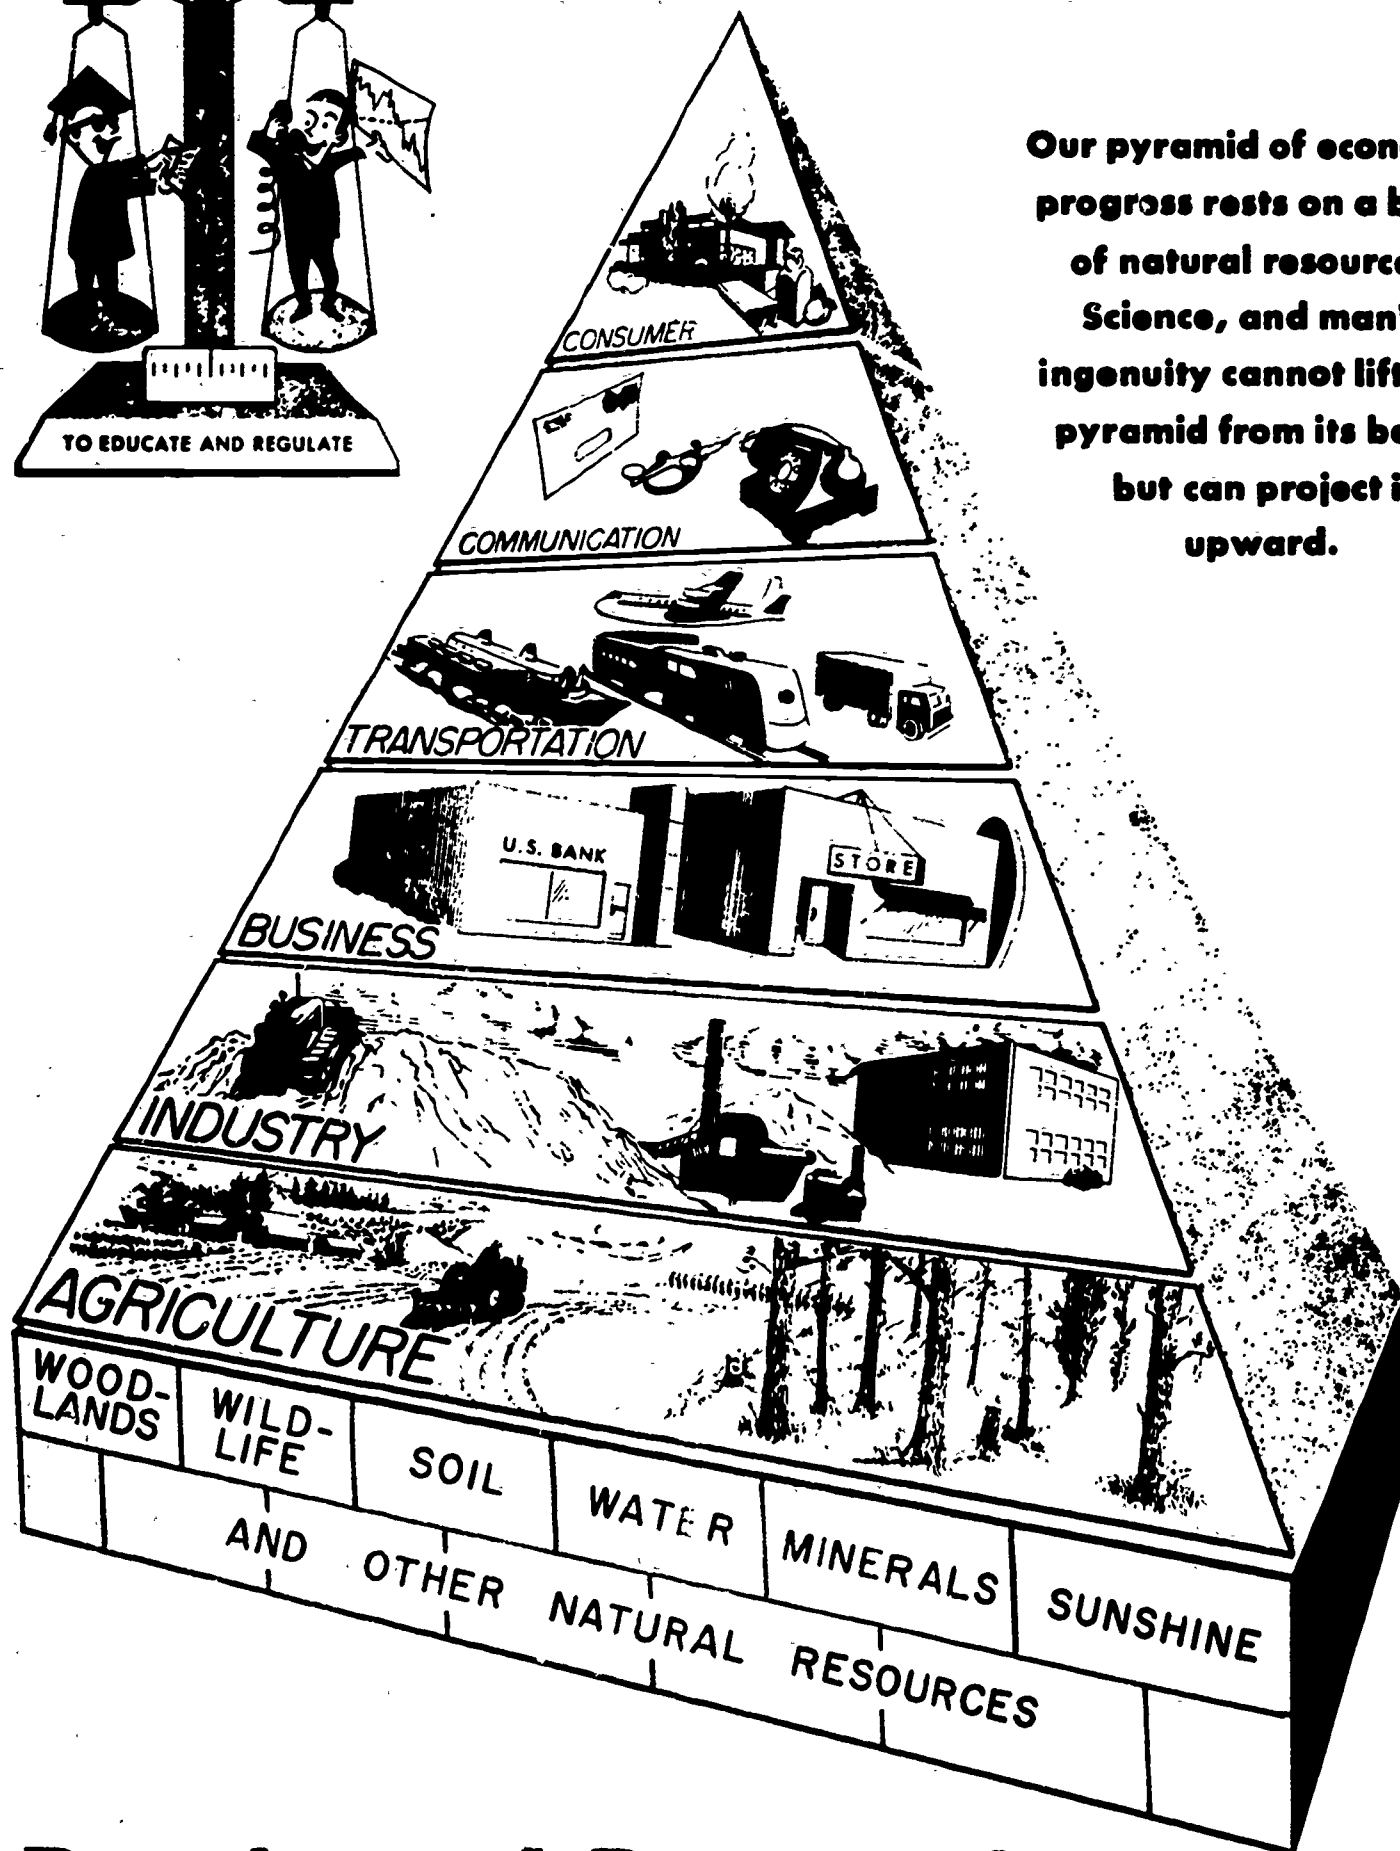 Our pyramid of econ
progress rests on a b
of natural resourc
Science, and man'
ingenuity cannot lift
pyramid from its b
but can project i
upward.
TO EDUCATE AND REGULATE
CONSUMER
COMMUNICATION
TRANSPORTATION
U.S. BANK
STORE
BUSINESS
INDUSTRY
AGRICULTURE
WOOD-
LANDS
WILD-
LIFE
SOIL
WATER
MINERALS
SUNSHINE
AND OTHER NATURAL RESOURCES